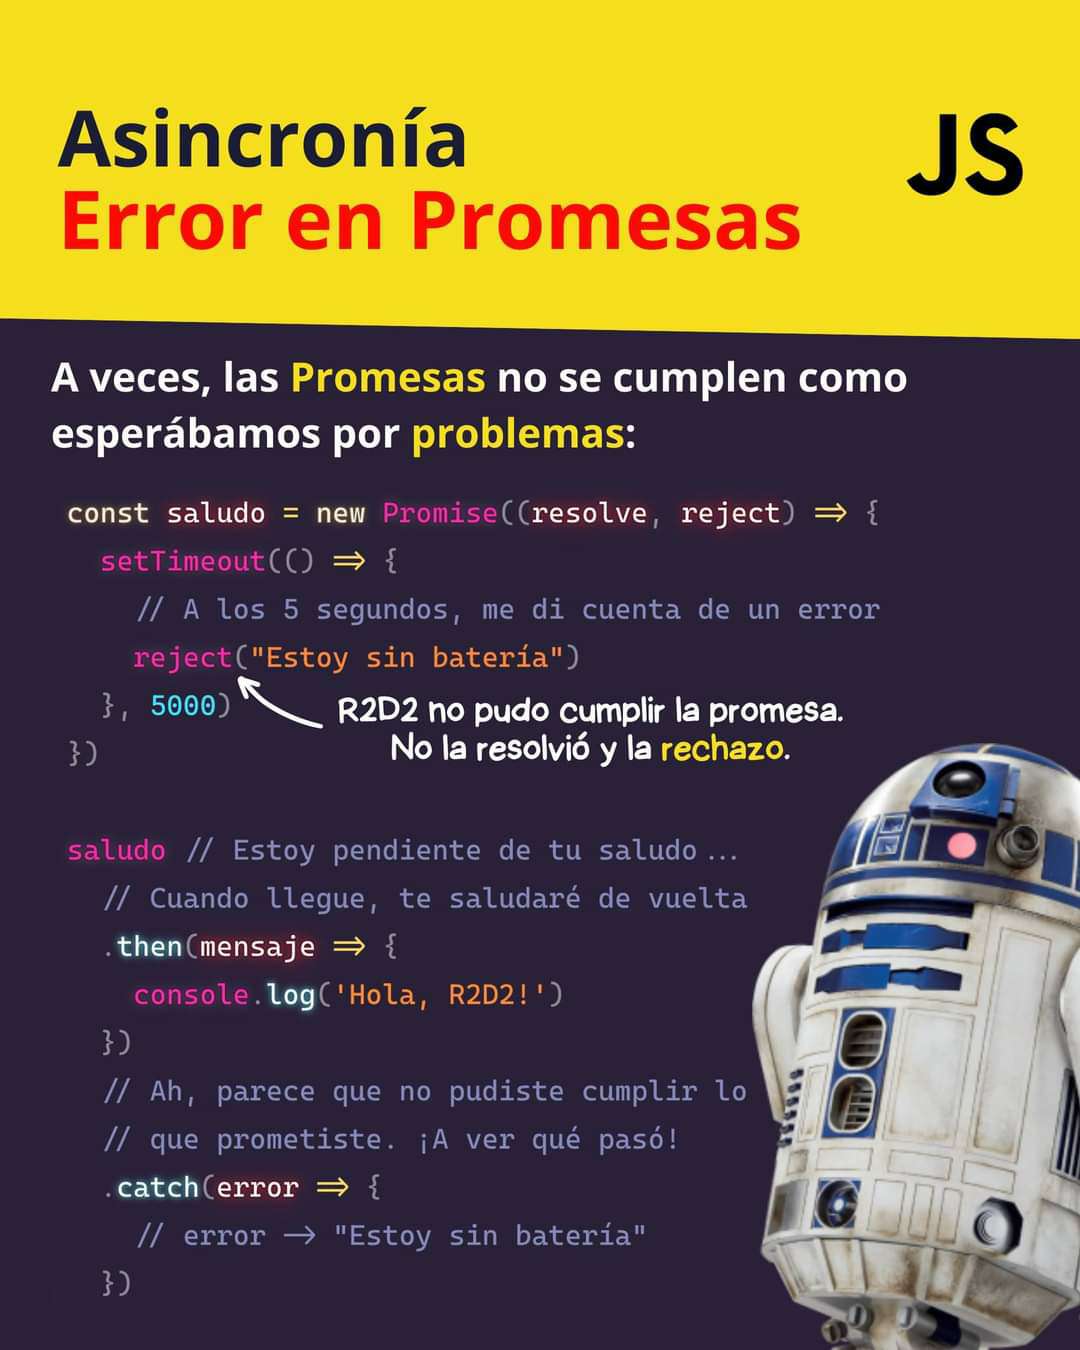 Asincronía
JS
Error en Promesas
A veces, las Promesas no se cumplen como
esperábamos por problemas:
const saludo = new Promise((resolve, reject) => {
setTimeout(() => {
// A los 5 segundos, me di cuenta de un error
reject("Estoy sin batería")
}, 5000)
R2D2 no pudo cumplir la promesa.
No la resolvió y la rechazo.
})
saludo // Estoy pendiente de tu saludo...
// Cuando llegue, te saludaré de vuelta
.then(mensaje => {
console.log('Hola, R2D2!')
})
// Ah, parece que no pudiste cumplir lo
// que prometiste. ¡A ver qué pasó!
.catch(error => {
// error -> "Estoy sin batería"
})